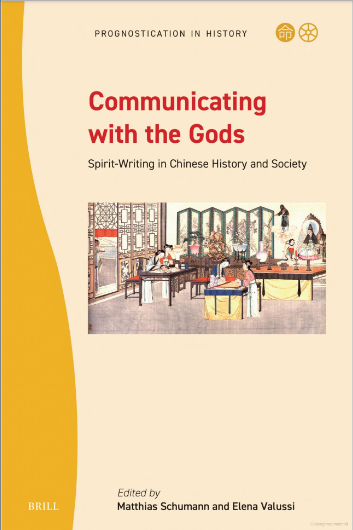 PROGNOSTICATION IN HISTORY
命
Communicating
with the Gods
Spirit-Writing in Chinese History and Society
Edited by
Matthias Schumann and Elena Valussi
BRILL